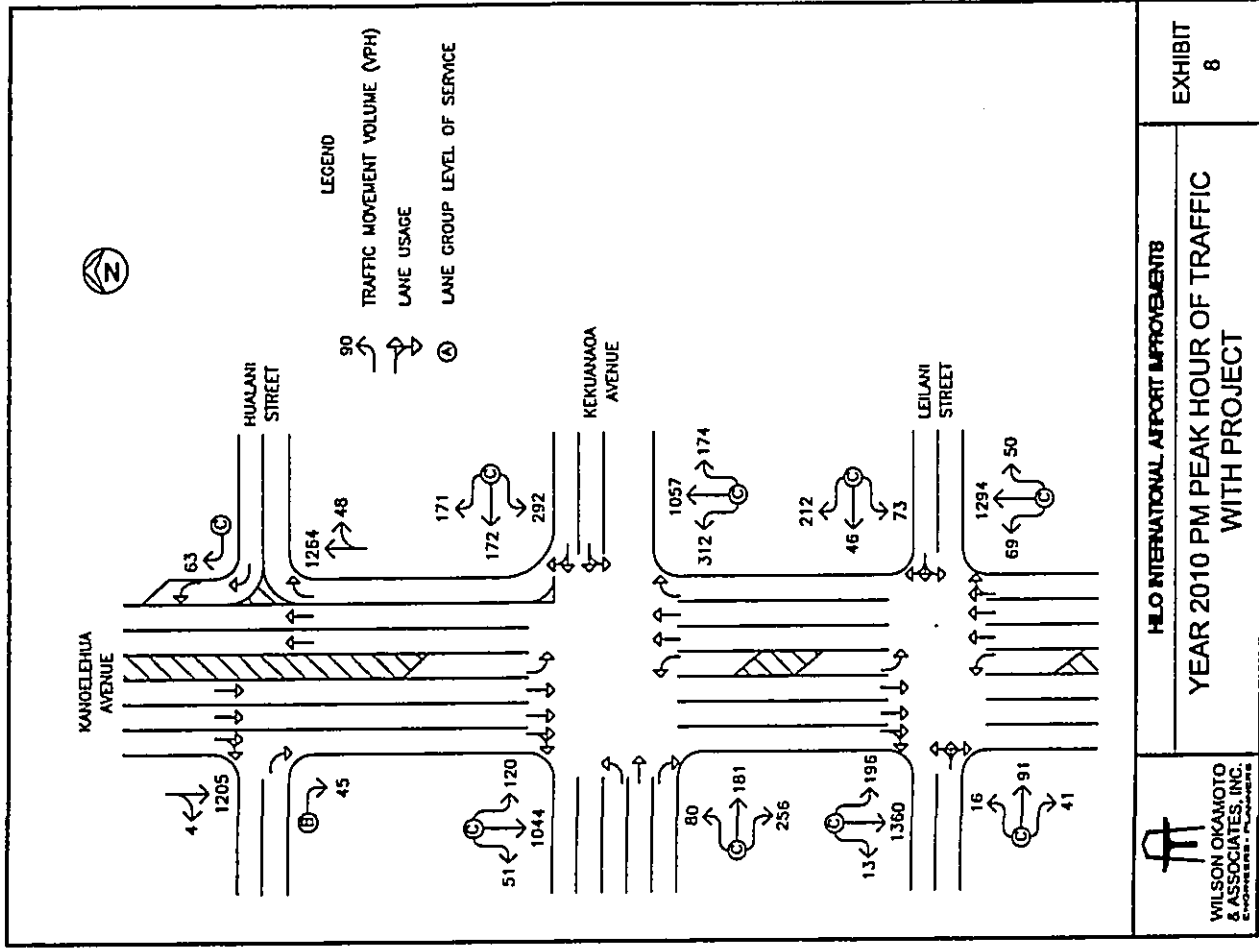 KANOELEHUA
AVENUE
N
HUALANI
STREET
LEGEND
90
TRAFFIC MOVEMENT VOLUME (VPH)
LANE USAGE
A
LANE GROUP LEVEL OF SERVICE
63
C
4
1205
1264
48
B
45
171
172
C
292
KEKUANAOA
AVENUE
51
C
120
1044
80
C
181
256
1057
312
C
174
212
46
C
73
LEILANI
STREET
13
C
196
1360
16
C
91
41
1294
69
C
50
WILSON OKAMOTO
& ASSOCIATES, INC.
ENGINEERS - PLANNERS
HILO INTERNATIONAL AIRPORT IMPROVEMENTS
YEAR 2010 PM PEAK HOUR OF TRAFFIC
WITH PROJECT
EXHIBIT
8